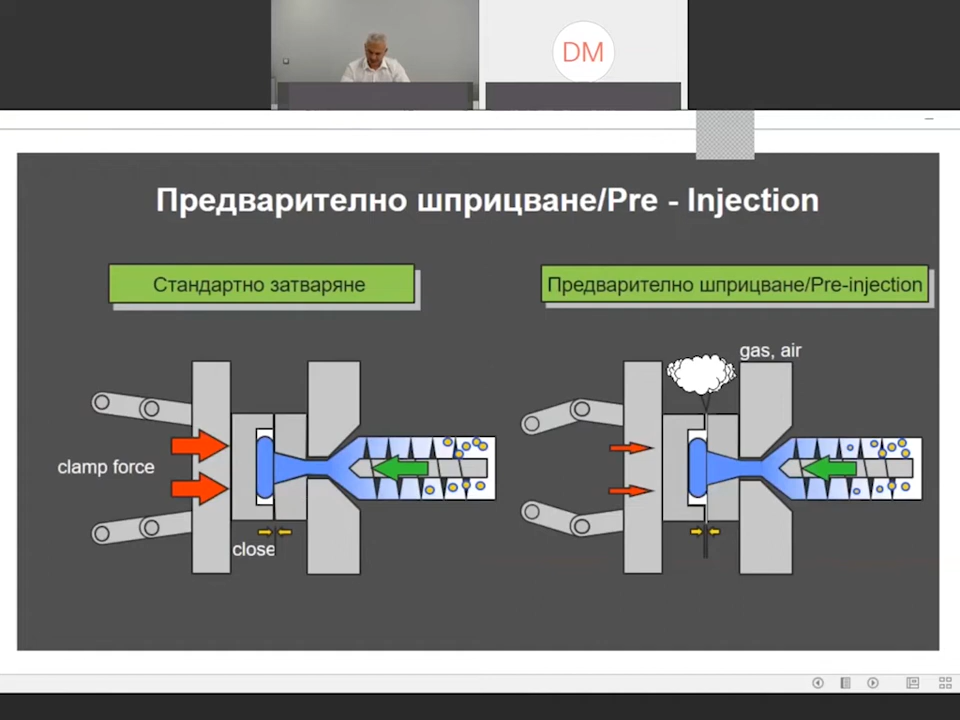 DM
Предварително шприцване/Pre - Injection
Стандартно затваряне
Предварително шприцване/Pre-injection
gas, air
clamp force
close